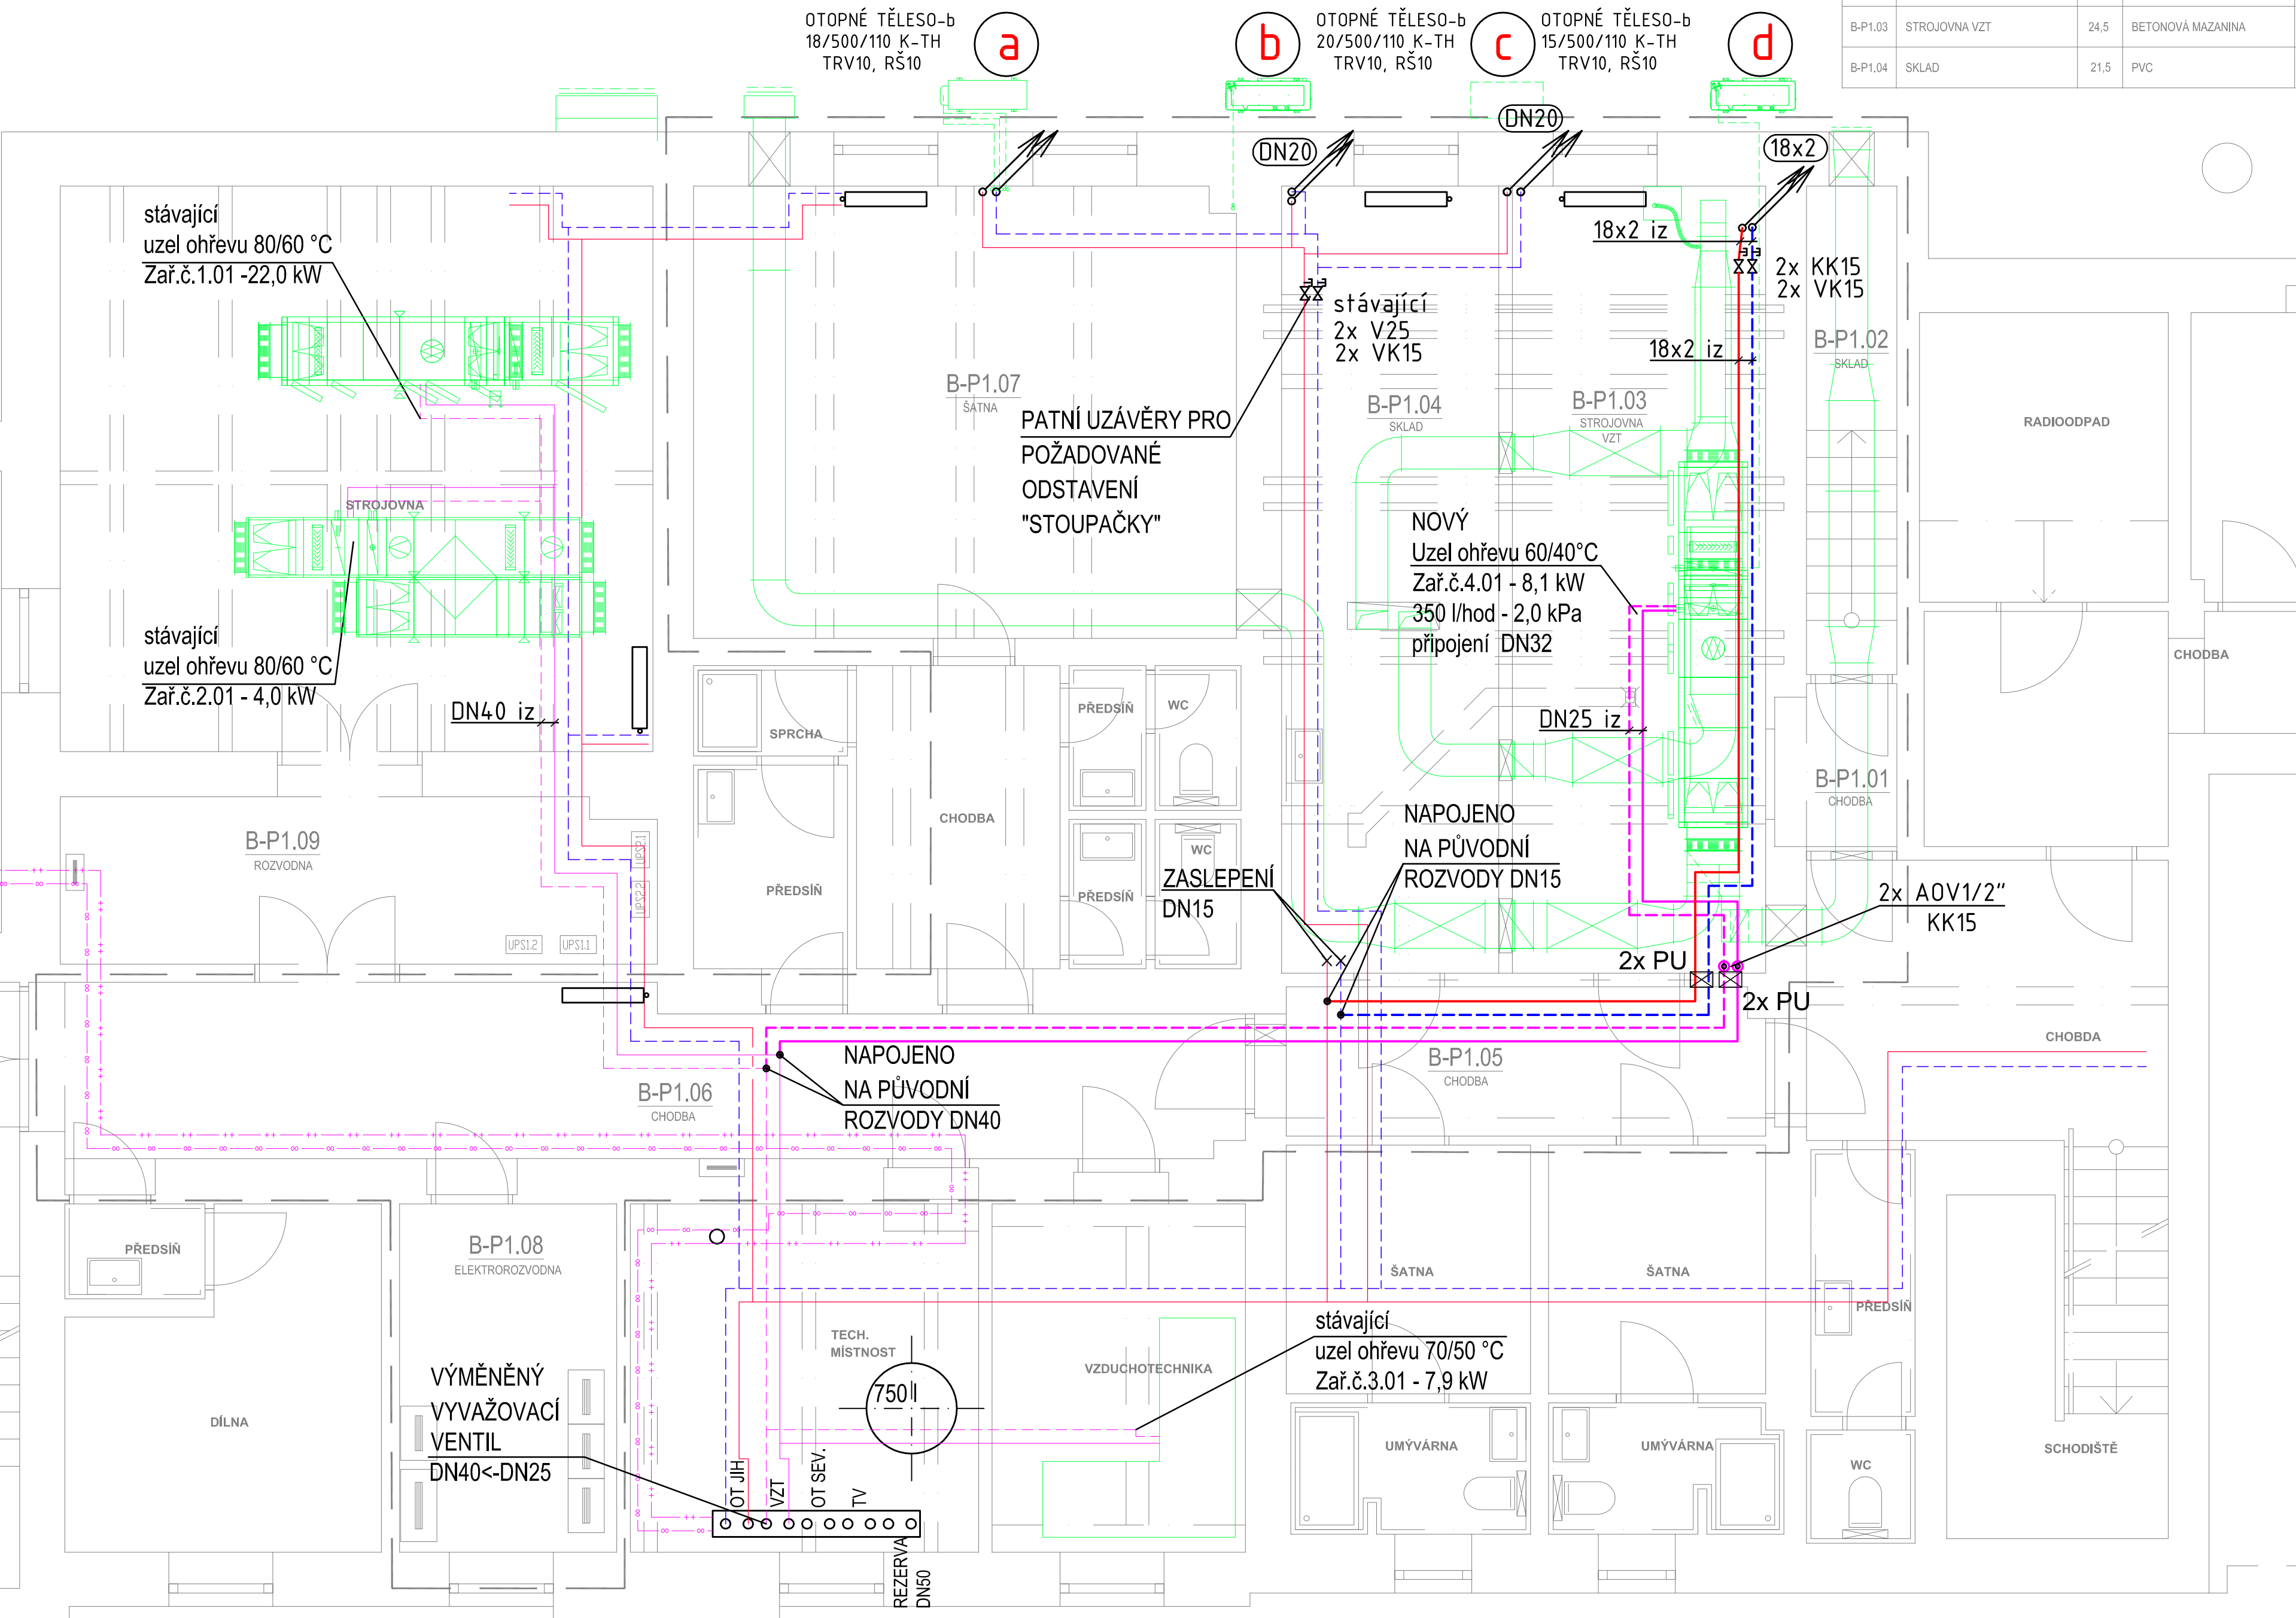 OTOPNÉ TĚLESO-b
18/500/110 K-TH
TRV10, RŠ10
a
b
OTOPNÉ TĚLESO-b
20/500/110 K-TH
TRV10, RŠ10
c
OTOPNÉ TĚLESO-b
15/500/110 K-TH
TRV10, RŠ10
d
B-P1.03 STROJOVNA VZT 24,5 BETONOVÁ MAZANINA
B-P1.04 SKLAD 21,5 PVC
DN20
DN20
18x2
stávající
uzel ohřevu 80/60 °C
Zař.č.1.01 -22,0 kW
18x2 iz
2x KK15
2x VK15
stávající
2x V25
2x VK15
18x2 iz
B-P1.02
SKLAD
B-P1.07
ŠATNA
B-P1.04
SKLAD
B-P1.03
STROJOVNA
VZT
RADIOODPAD
PATNÍ UZÁVĚRY PRO
POŽADOVANÉ
ODSTAVENÍ
"STOUPAČKY"
STROJOVNA
NOVÝ
Uzel ohřevu 60/40°C
Zař.č.4.01 - 8,1 kW
350 l/hod - 2,0 kPa
připojení DN32
stávající
uzel ohřevu 80/60 °C
Zař.č.2.01 - 4,0 kW
CHODBA
DN40 iz
SPRCHA
PŘEDSÍŇ
WC
DN25 iz
B-P1.01
CHODBA
B-P1.09
ROZVODNA
UPS2.1
UPS2.2
UPS1.2
UPS1.1
CHODBA
PŘEDSÍŇ
WC
PŘEDSÍŇ
ZASLEPENÍ
DN15
NAPOJENO
NA PŮVODNÍ
ROZVODY DN15
2x AOV1/2"
KK15
2x PU
2x PU
CHOBDA
NAPOJENO
NA PŮVODNÍ
ROZVODY DN40
B-P1.05
CHODBA
B-P1.06
CHODBA
PŘEDSÍŇ
B-P1.08
ELEKTROROZVODNA
ŠATNA
ŠATNA
PŘEDSÍŇ
TECH.
MÍSTNOST
750 l
VZDUCHOTECHNIKA
stávající
uzel ohřevu 70/50 °C
Zař.č.3.01 - 7,9 kW
DÍLNA
VÝMĚNĚNÝ
VYVAŽOVACÍ
VENTIL
DN40<-DN25
UMÝVÁRNA
UMÝVÁRNA
WC
SCHODIŠTĚ
OT JIH
VZT
OT SEV.
TV
REZERVA
DN50